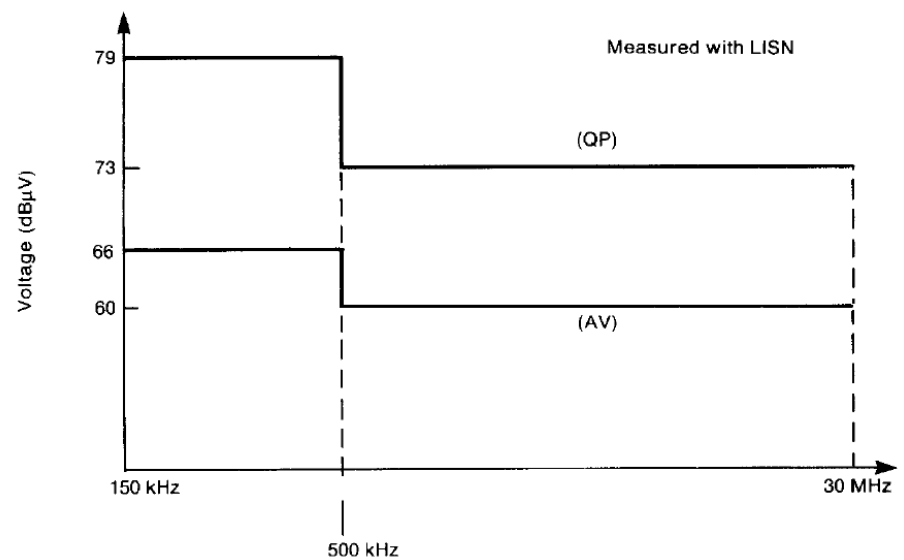 Measured with LISN
79
(QP)
73
Voltage (dBµV)
66
60
(AV)
150 kHz
30 MHz
500 kHz